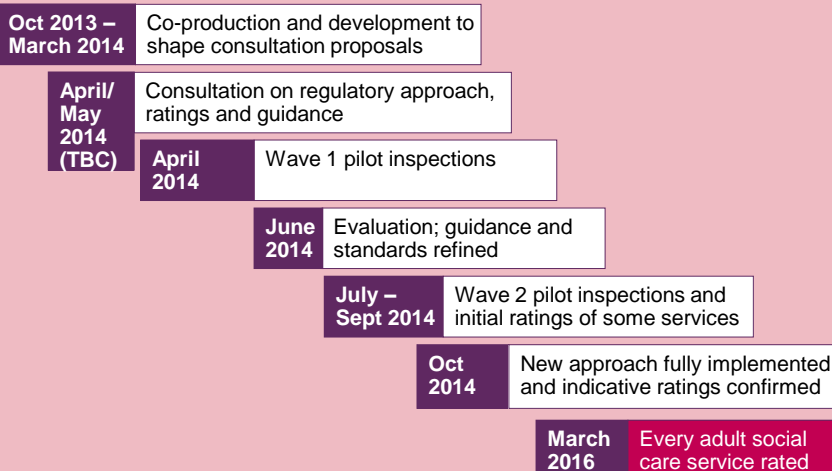 Oct 2013 –
March 2014
Co-production and development to
shape consultation proposals
April/
May
2014
(TBC)
Consultation on regulatory approach,
ratings and guidance
April
2014
Wave 1 pilot inspections
June
2014
Evaluation; guidance and
standards refined
July –
Sept 2014
Wave 2 pilot inspections and
initial ratings of some services
Oct
2014
New approach fully implemented
and indicative ratings confirmed
March
2016
Every adult social
care service rated